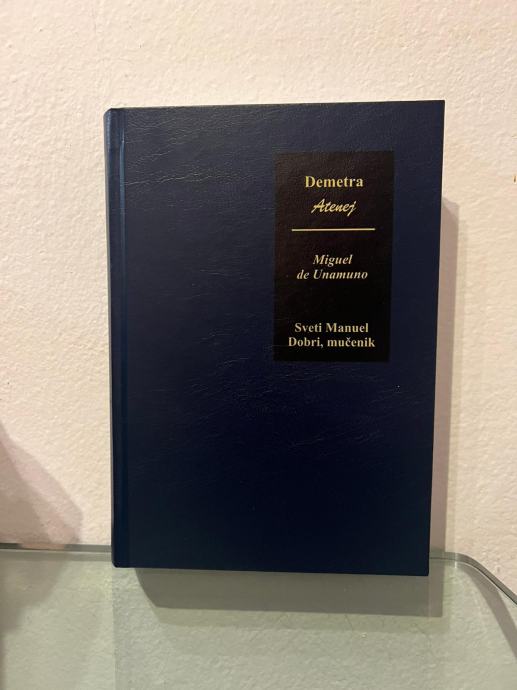 Demetra
Atenej
Miguel
de Unamuno
Sveti Manuel
Dobri, mučenik